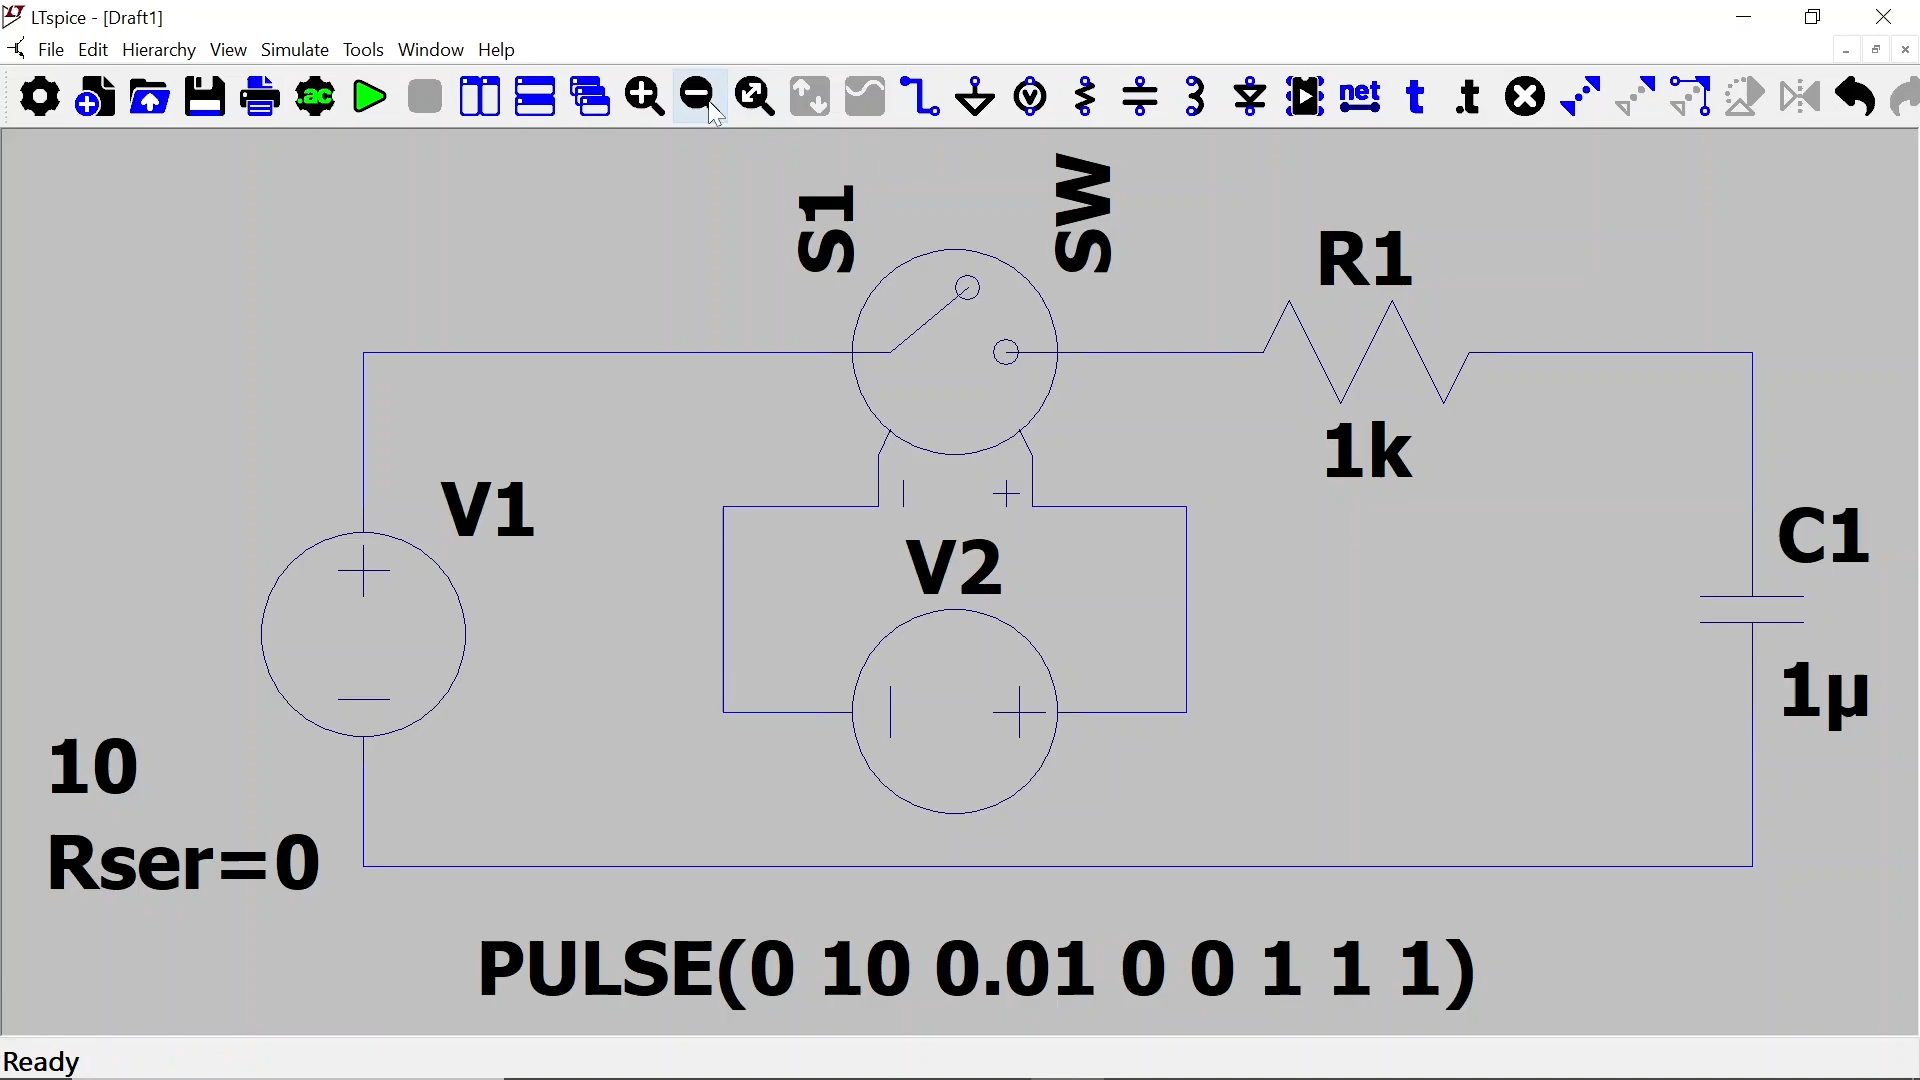 LTspice - [Draft1]
File Edit Hierarchy View Simulate Tools Window Help
.ac net t .t
S1
SW
R1
1k
V1
V2
C1
1µ
10
Rser=0
PULSE(0 10 0.01 0 0 1 1 1)
Ready